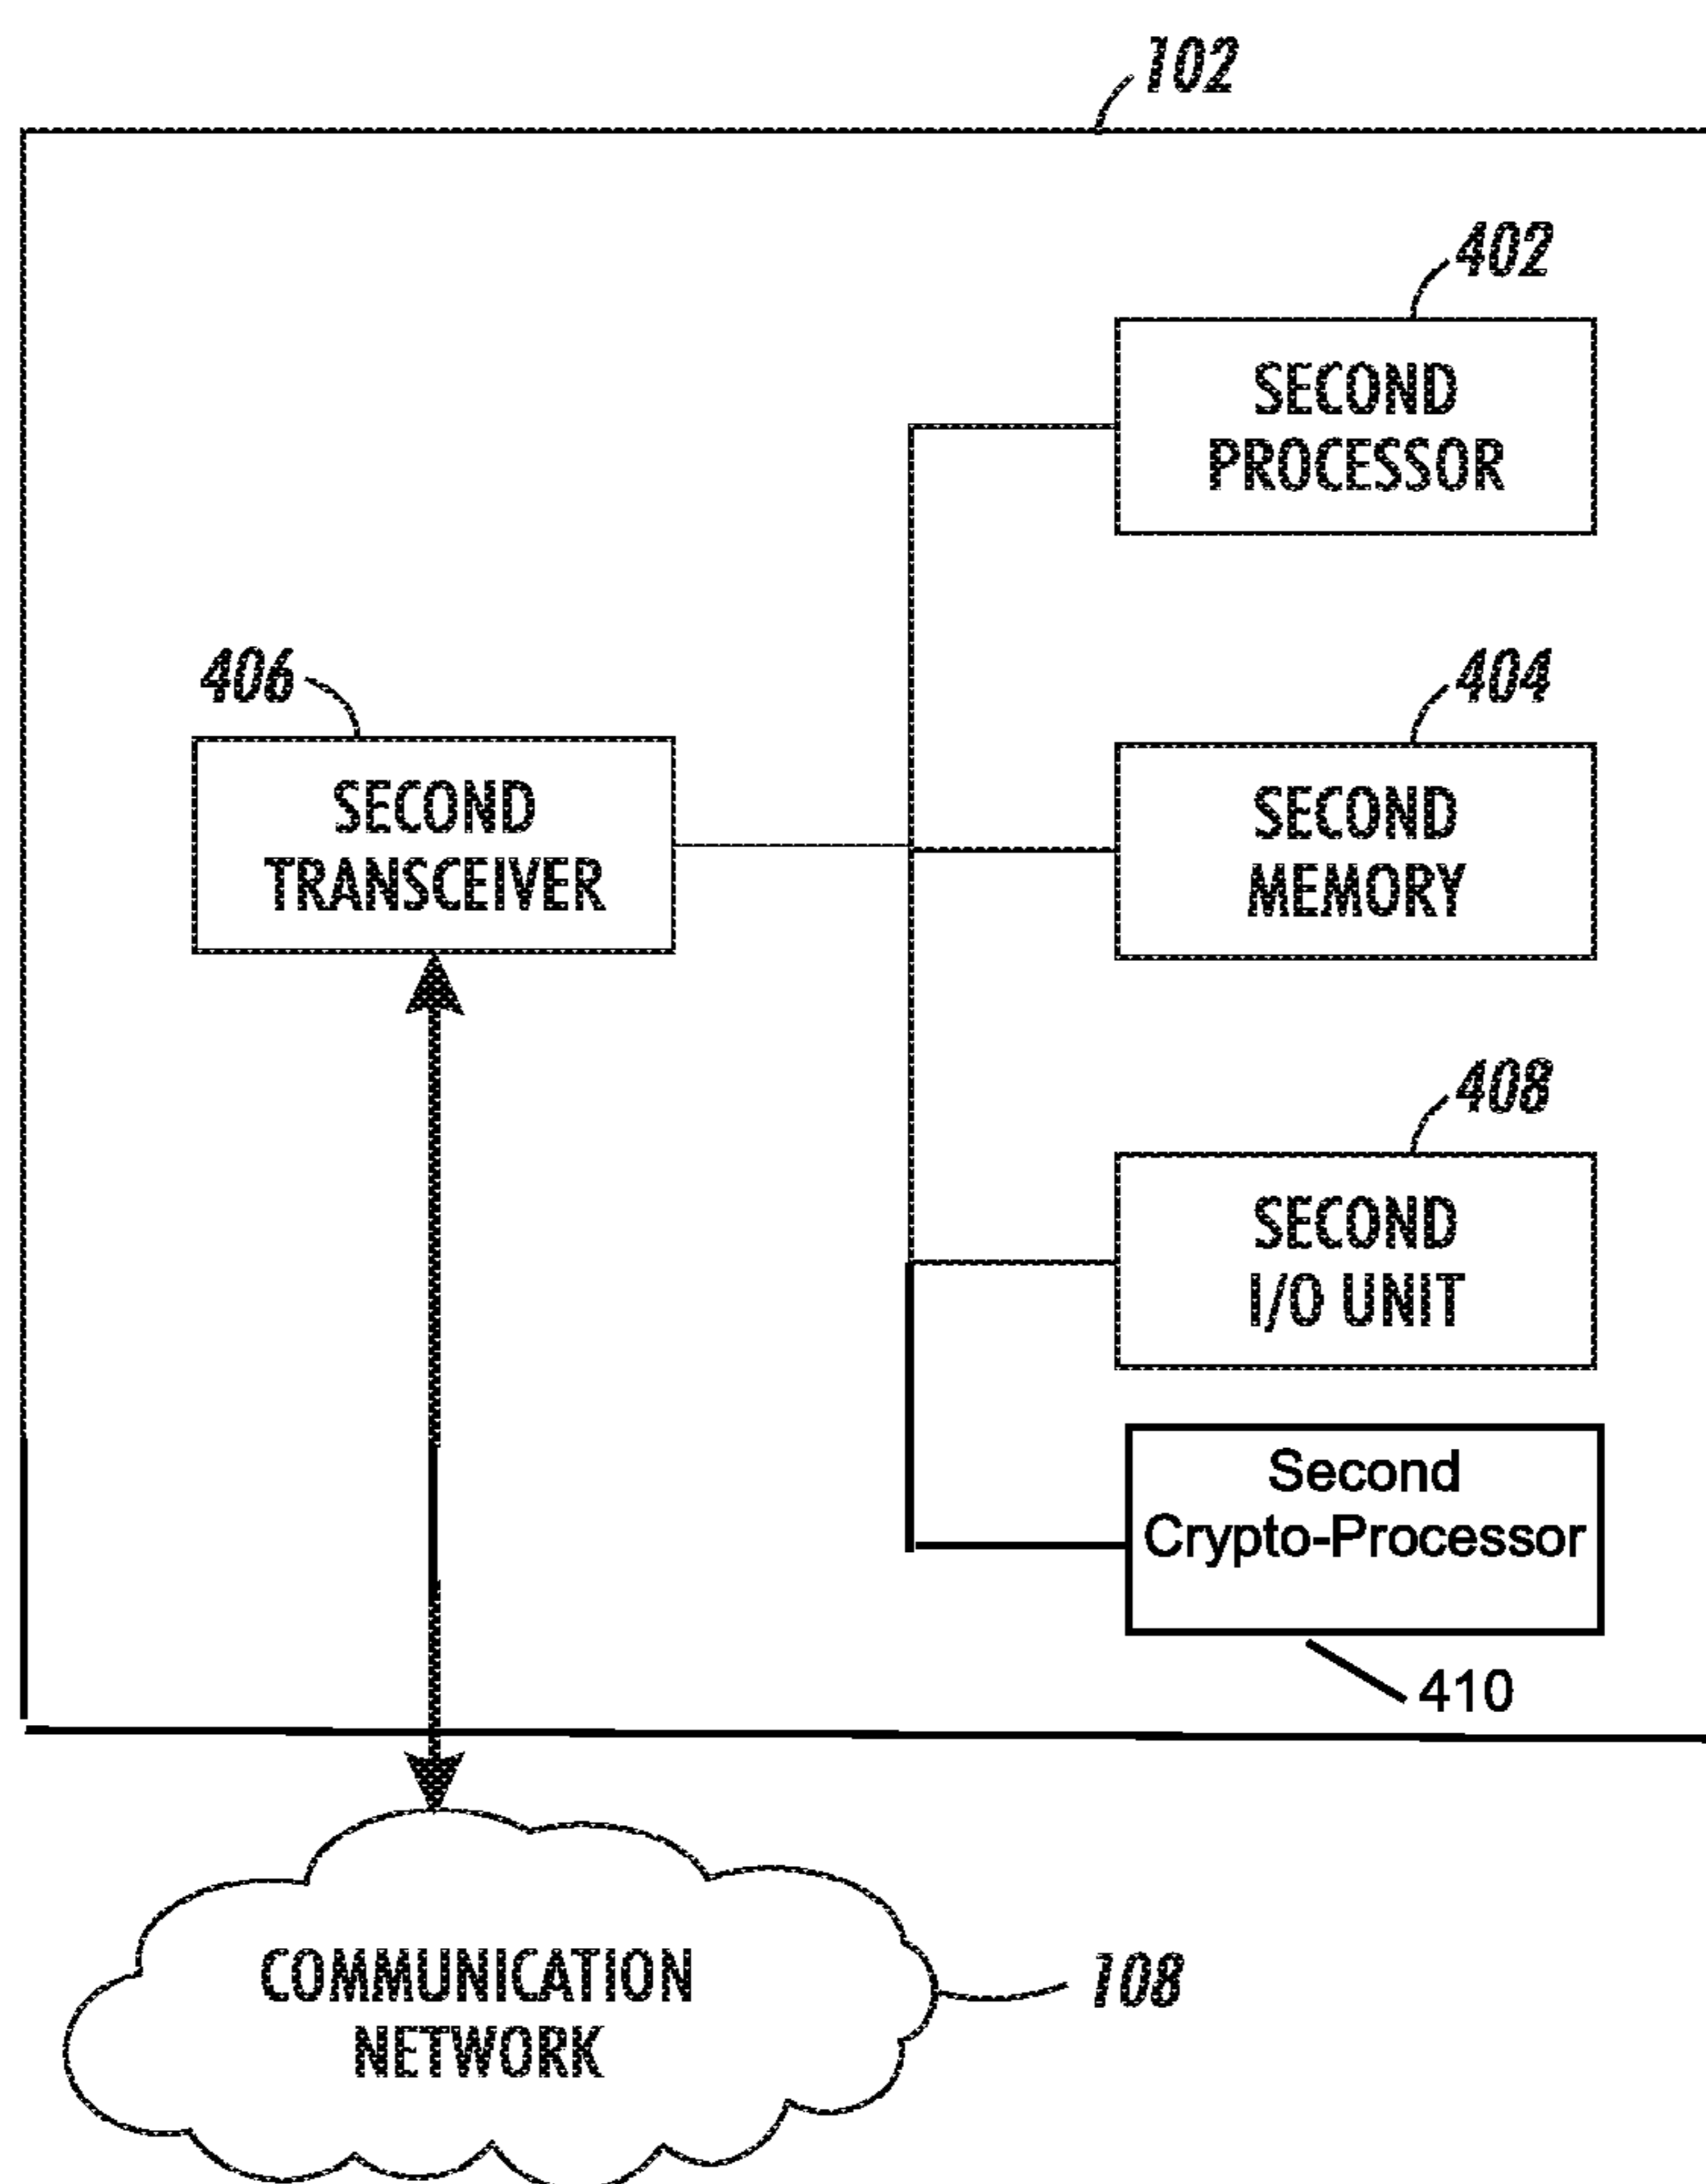 102
402
SECOND
PROCESSOR
406
404
SECOND
TRANSCEIVER
SECOND
MEMORY
408
SECOND
I/O UNIT
Second
Crypto-Processor
410
COMMUNICATION
NETWORK
108